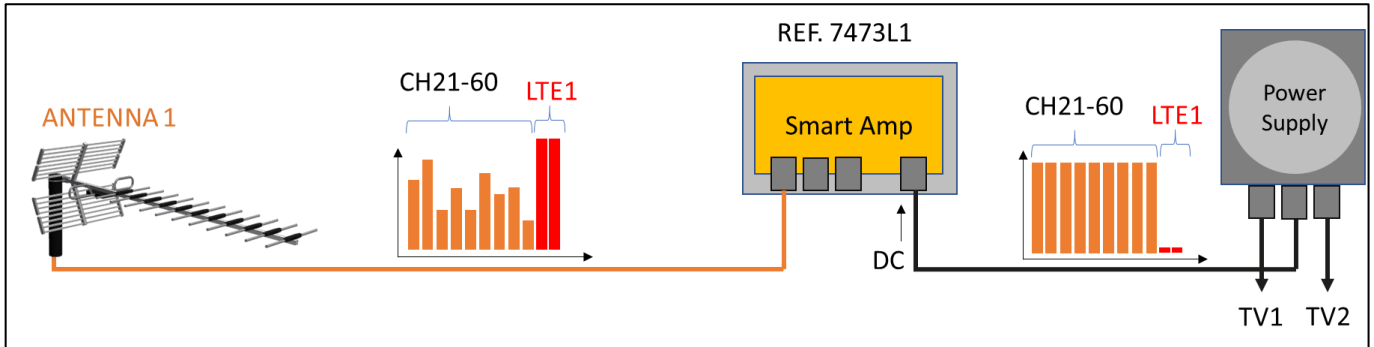 ANTENNA 1
CH21-60
LTE1
REF. 7473L1
Smart Amp
DC
CH21-60
LTE1
Power
Supply
TV1
TV2